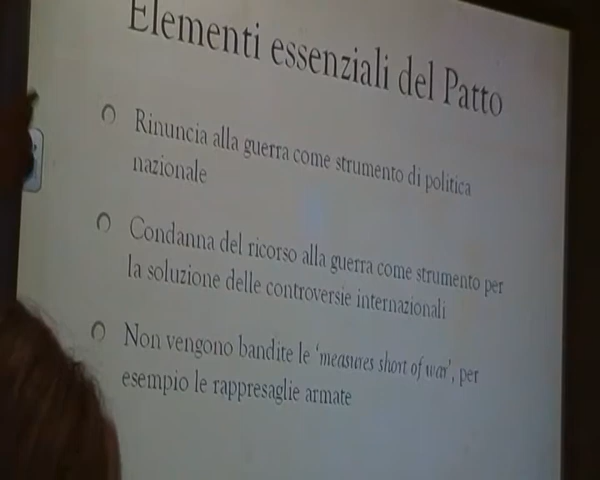 Elementi essenziali del Patto
Rinuncia alla guerra come strumento di politica
nazionale
Condanna del ricorso alla guerra come strumento per
la soluzione delle controversie internazionali
Non vengono bandite le ‘measures short of war’, per
esempio le rappresaglie armate